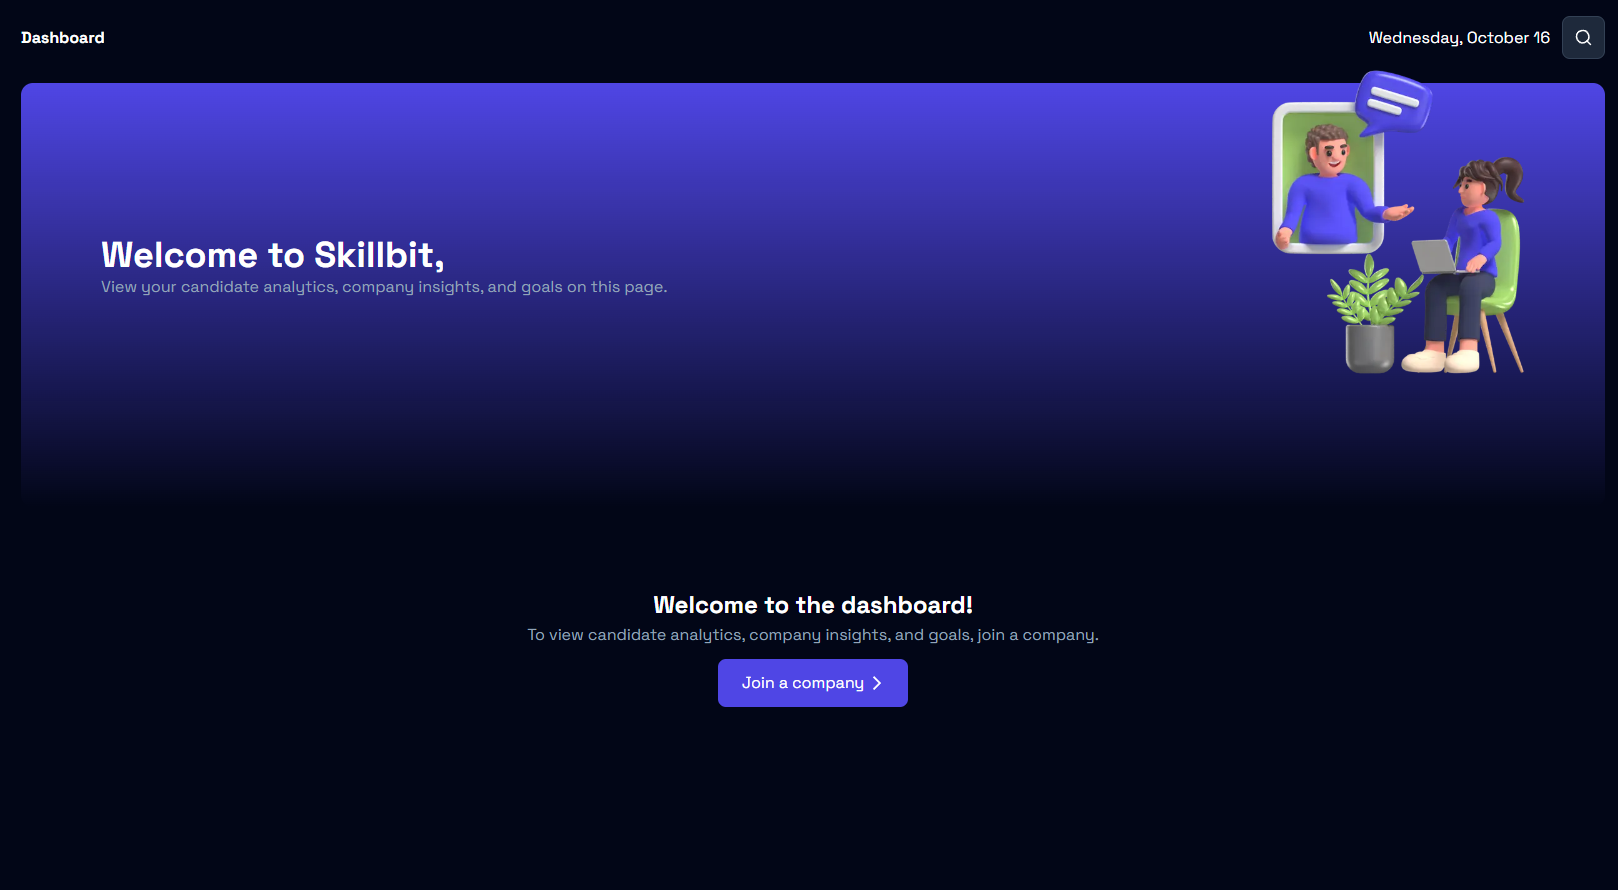 Dashboard
Wednesday, October 16
Welcome to Skillbit,
View your candidate analytics, company insights, and goals on this page.
Welcome to the dashboard!
To view candidate analytics, company insights, and goals, join a company.
Join a company